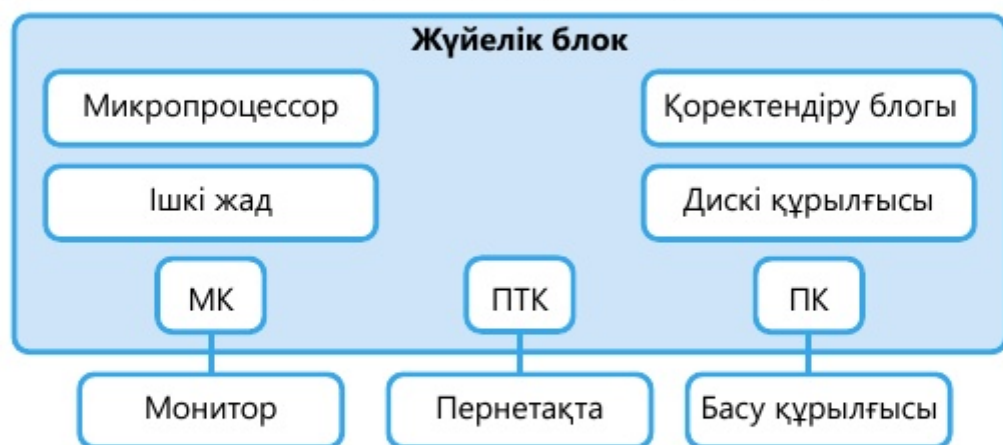 Жүйелік блок
Микропроцессор
Қоректендіру блогы
Ішкі жад
Дискі құрылғысы
МК
ПТК
ПК
Монитор
Пернетақта
Басу құрылғысы